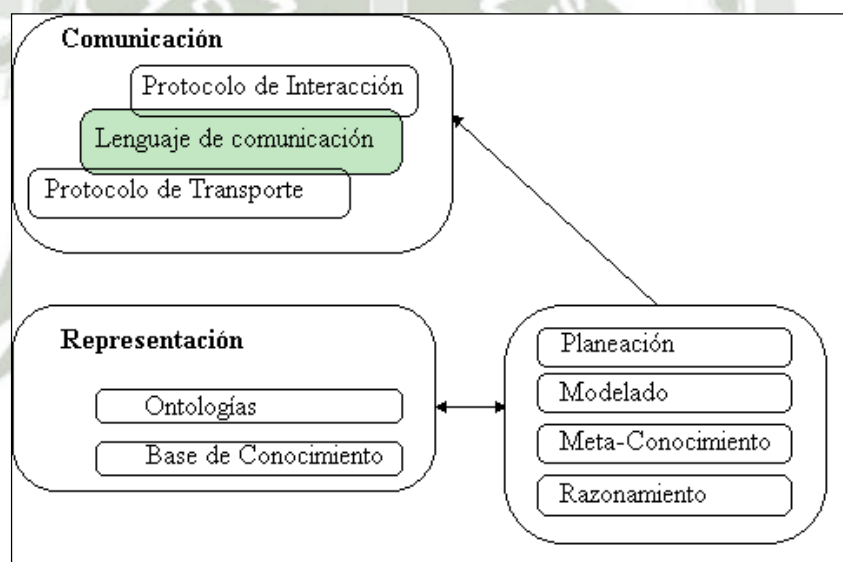 Comunicación
Protocolo de Interacción
Lenguaje de comunicación
Protocolo de Transporte
Representación
Ontologías
Base de Conocimiento
Planeación
Modelado
Meta-Conocimiento
Razonamiento